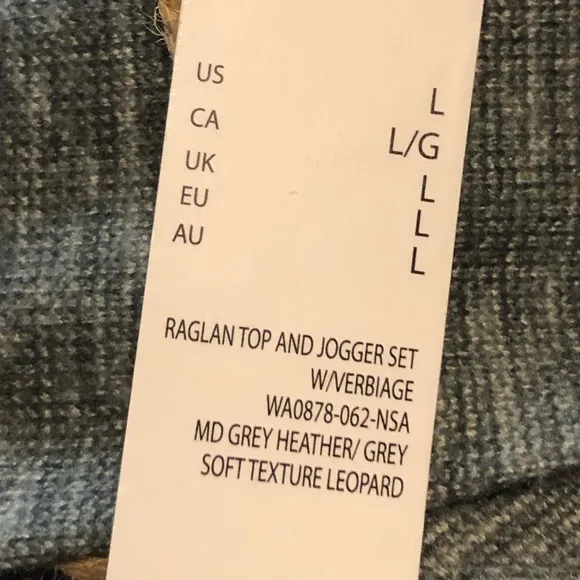 US L
CA L/G
UK L
EU L
AU L
RAGLAN TOP AND JOGGER SET
W/VERBIAGE
WA0878-062-NSA
MD GREY HEATHER/ GREY
SOFT TEXTURE LEOPARD